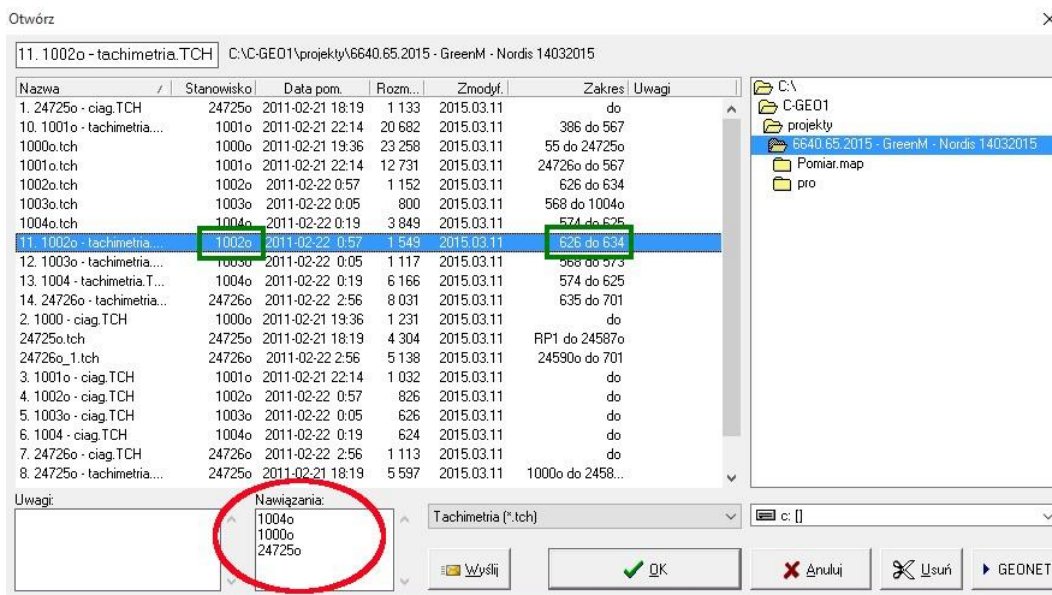 Otwórz
11. 1002o - tachimetria.TCH C:\C-GEO1\projekty\6640.65.2015 - GreenM - Nordis 14032015
Nazwa / Stanowisko Data pom. Rozm... Zmodyf. Zakres Uwagi
1. 24725o - ciag.TCH 24725o 2011-02-21 18:19 1 133 2015.03.11 do
10. 1001o - tachimetria.... 1001o 2011-02-21 22:14 20 682 2015.03.11 386 do 567
1000o.tch 1000o 2011-02-21 19:36 23 258 2015.03.11 55 do 24725o
1001o.tch 1001o 2011-02-21 22:14 12 731 2015.03.11 24726o do 567
1002o.tch 1002o 2011-02-22 0:57 1 152 2015.03.11 626 do 634
1003o.tch 1003o 2011-02-22 0:05 800 2015.03.11 568 do 1004o
1004o.tch 1004o 2011-02-22 0:19 3 849 2015.03.11 574 do 625
11. 1002o - tachimetria.... 1002o 2011-02-22 0:57 1 549 2015.03.11 626 do 634
12. 1003o - tachimetria.... 1003o 2011-02-22 0:05 1 117 2015.03.11 568 do 573
13. 1004 - tachimetria.T... 1004o 2011-02-22 0:19 6 166 2015.03.11 574 do 625
14. 24726o - tachimetria... 24726o 2011-02-22 2:56 8 031 2015.03.11 635 do 701
2. 1000 - ciag.TCH 1000o 2011-02-21 19:36 1 231 2015.03.11 do
24725o.tch 24725o 2011-02-21 18:19 4 304 2015.03.11 RP1 do 24587o
24726o_1.tch 24726o 2011-02-22 2:56 5 138 2015.03.11 24590o do 701
3. 1001o - ciag.TCH 1001o 2011-02-21 22:14 1 032 2015.03.11 do
4. 1002o - ciag.TCH 1002o 2011-02-22 0:57 826 2015.03.11 do
5. 1003o - ciag.TCH 1003o 2011-02-22 0:05 626 2015.03.11 do
6. 1004 - ciag.TCH 1004o 2011-02-22 0:19 624 2015.03.11 do
7. 24726o - ciag.TCH 24726o 2011-02-22 2:56 1 113 2015.03.11 do
8. 24725o - tachimetria.... 24725o 2011-02-21 18:19 5 597 2015.03.11 1000o do 2458...
C:\
C-GEO1
projekty
6640.65.2015 - GreenM - Nordis 14032015
Pomiar.map
pro
Uwagi:
Nawiązania:
1004o
1000o
24725o
Tachimetria (*.tch)
c: []
Wyślij
OK
Anuluj
Usuń
GEONET